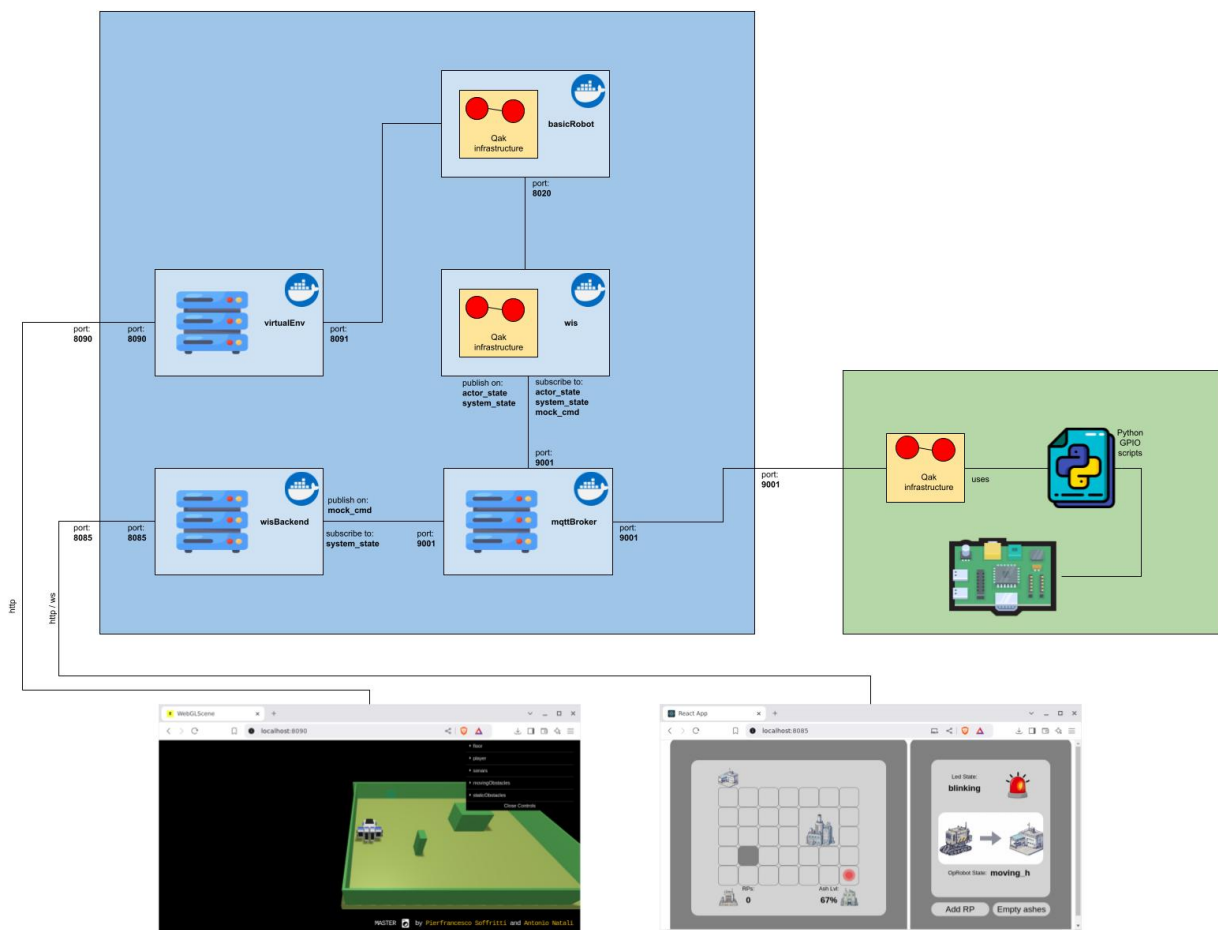 basicRobot
Qak
infrastructure
port:
8020
virtualEnv
port:
8090
port:
8090
port:
8091
wis
Qak
infrastructure
publish on:
actor_state
system_state
subscribe to:
actor_state
system_state
mock_cmd
port:
9001
wisBackend
port:
8085
port:
8085
publish on:
mock_cmd
subscribe to:
system_state
port:
9001
mqttBroker
port:
9001
port:
9001
Qak
infrastructure
uses
Python
GPIO
scripts
http
http / ws
WebGLScene
localhost:8090
floor
player
sonars
movingObstacles
staticObstacles
Close Controls
MASTER by Pierfrancesco Soffritti and Antonio Natali
React App
localhost:8085
RPs:
0
Ash Lvl:
67%
Led State:
blinking
OpRobot State: moving_h
Add RP
Empty ashes